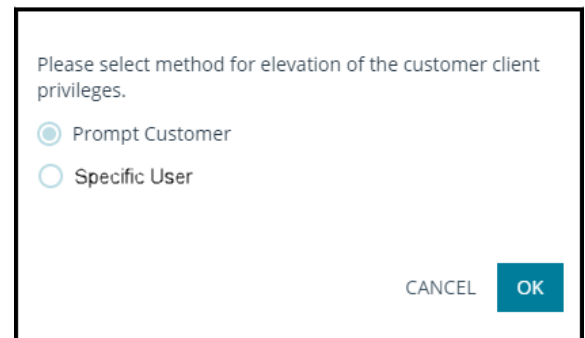 Please select method for elevation of the customer client
privileges.
Prompt Customer
Specific User
CANCEL OK